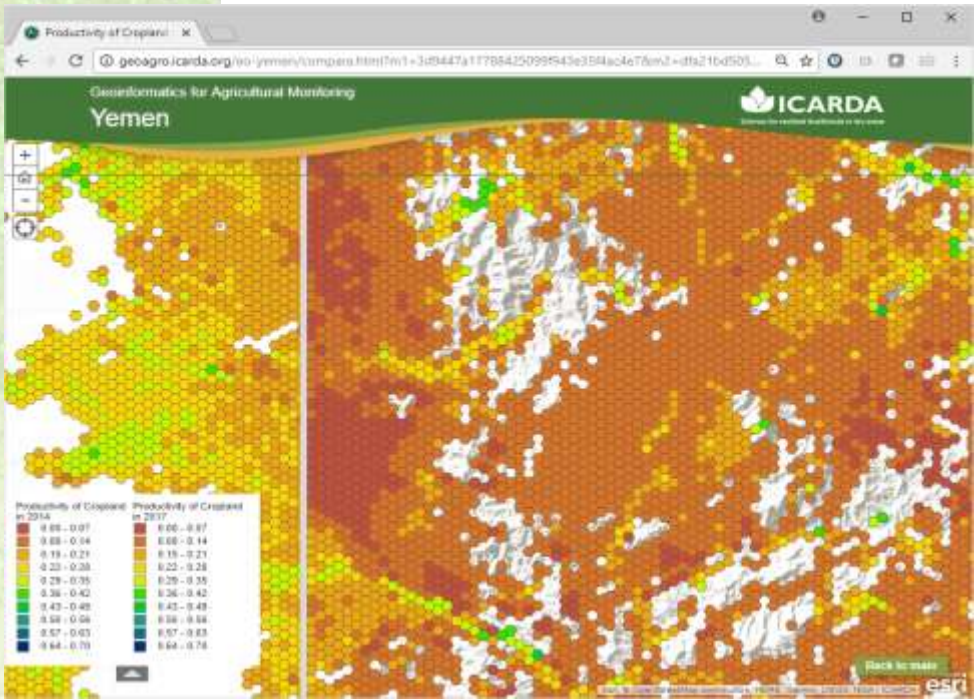 Productivity of Cropland
Geoinformatics for Agricultural Monitoring
Yemen
ICARDA
Productivity of Cropland in 2014
0.00 - 0.07
0.08 - 0.14
0.15 - 0.21
0.22 - 0.28
0.29 - 0.35
0.36 - 0.42
0.43 - 0.49
0.50 - 0.56
0.57 - 0.63
0.64 - 0.70
Productivity of Cropland in 2017
0.00 - 0.07
0.08 - 0.14
0.15 - 0.21
0.22 - 0.28
0.29 - 0.35
0.36 - 0.42
0.43 - 0.49
0.50 - 0.56
0.57 - 0.63
0.64 - 0.70
Back to main
esri